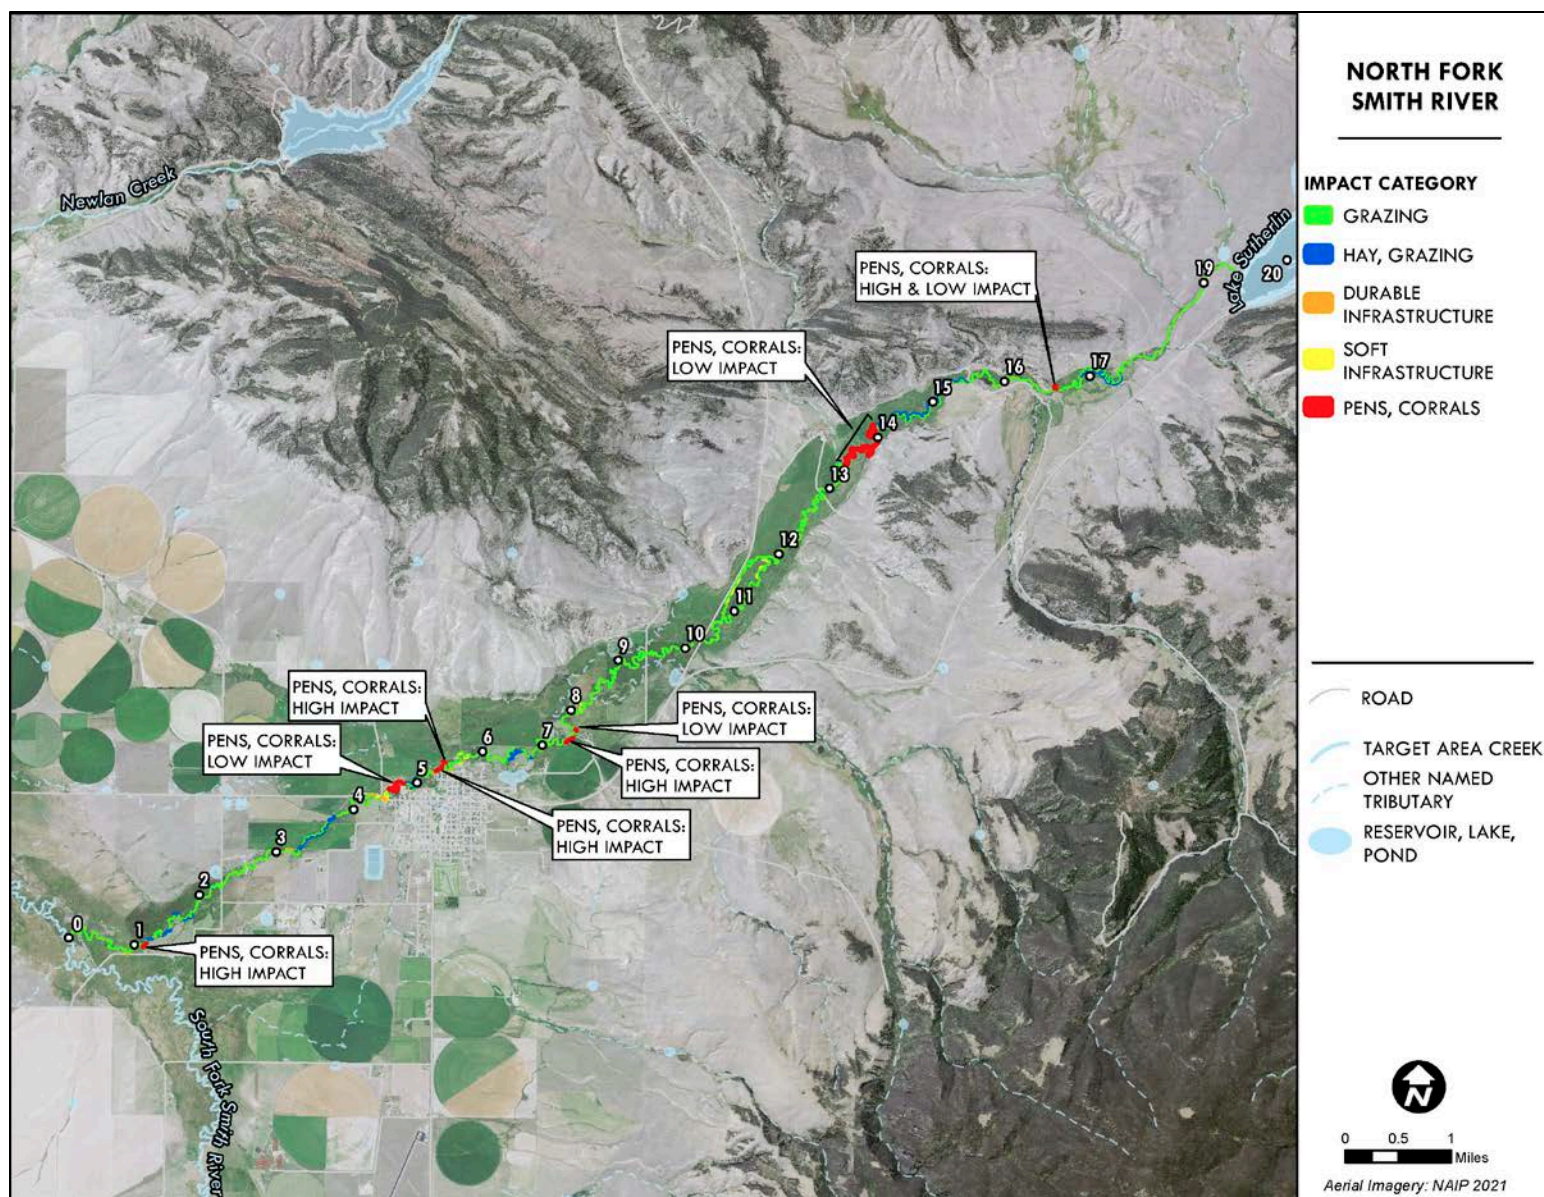 NORTH FORK
SMITH RIVER
IMPACT CATEGORY
GRAZING
HAY, GRAZING
DURABLE
INFRASTRUCTURE
SOFT
INFRASTRUCTURE
PENS, CORRALS
ROAD
TARGET AREA CREEK
OTHER NAMED
TRIBUTARY
RESERVOIR, LAKE,
POND
N
0 0.5 1
Miles
Aerial Imagery: NAIP 2021
Newlan Creek
Lake Sutherlin
20
19
PENS, CORRALS:
HIGH & LOW IMPACT
17
16
15
PENS, CORRALS:
LOW IMPACT
14
13
12
11
10
9
8
PENS, CORRALS:
LOW IMPACT
7
PENS, CORRALS:
HIGH IMPACT
6
PENS, CORRALS:
HIGH IMPACT
PENS, CORRALS:
HIGH IMPACT
5
PENS, CORRALS:
LOW IMPACT
4
3
2
1
0
PENS, CORRALS:
HIGH IMPACT
South Fork Smith River